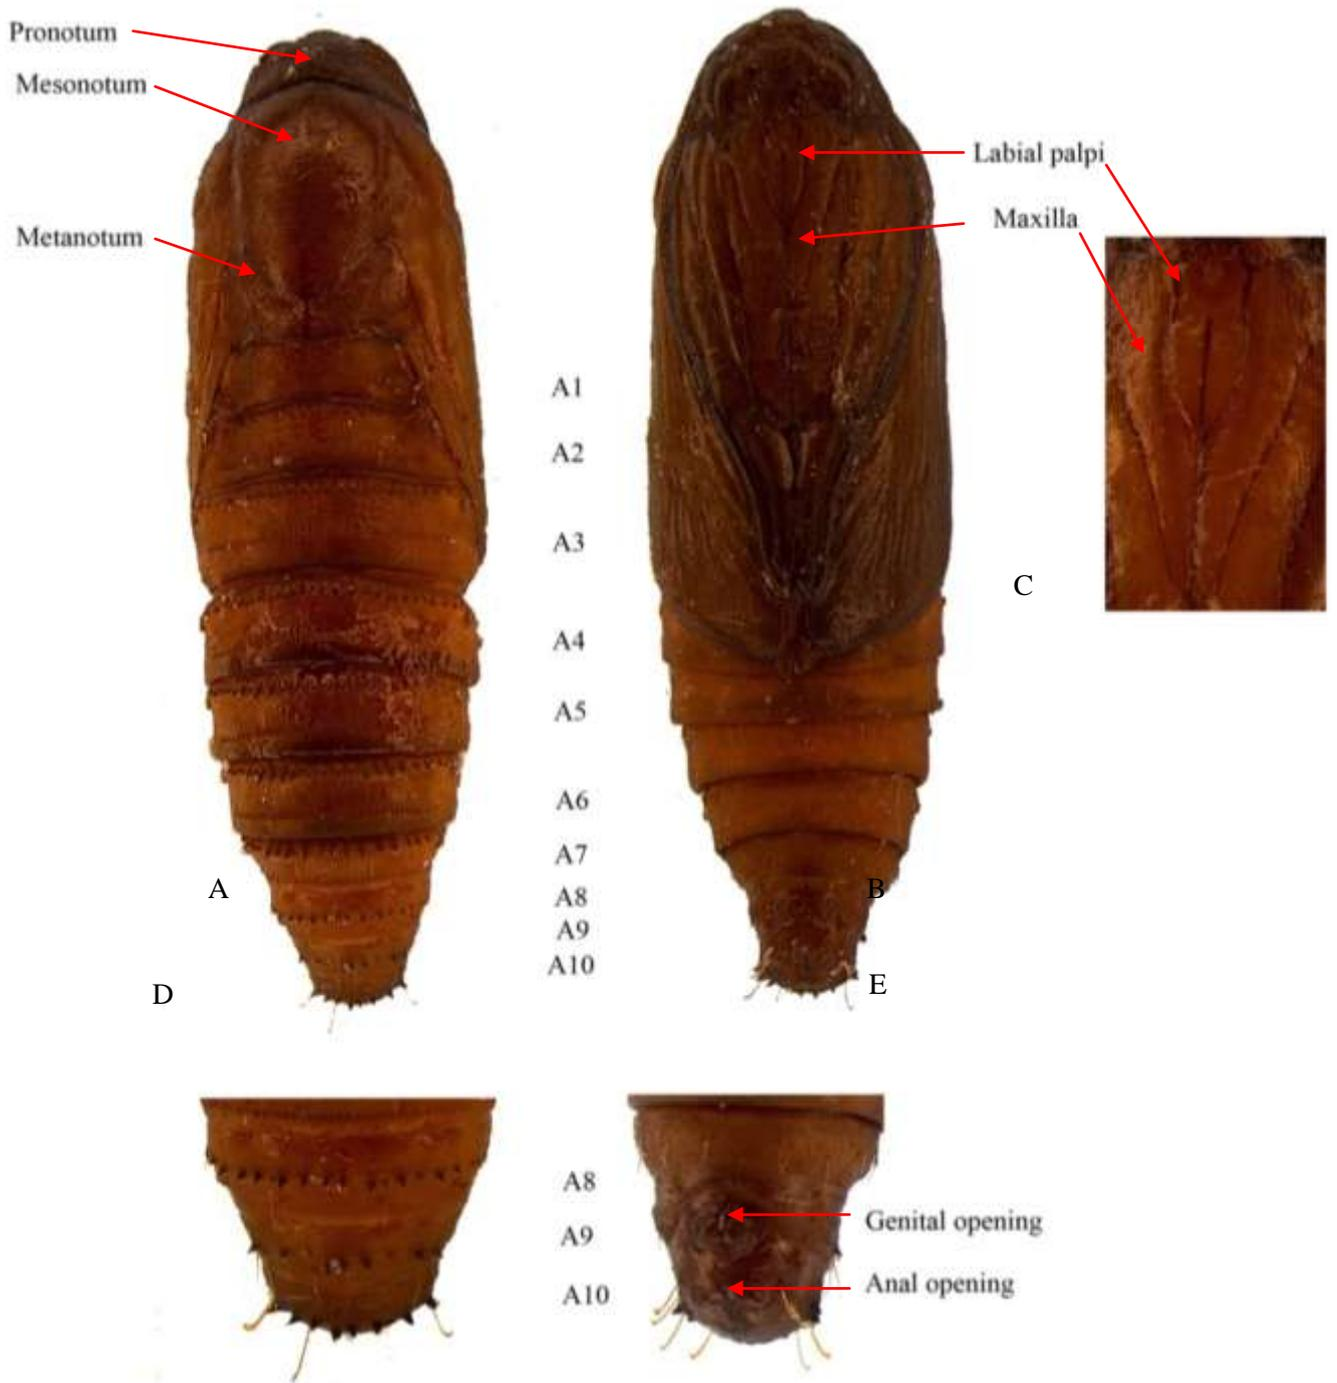 Pronotum
Mesonotum
Metanotum
Labial palpi
Maxilla
A1
A2
A3
C
A4
A5
A6
A7
A
A8
B
A9
A10
D
E
A8
Genital opening
A9
Anal opening
A10